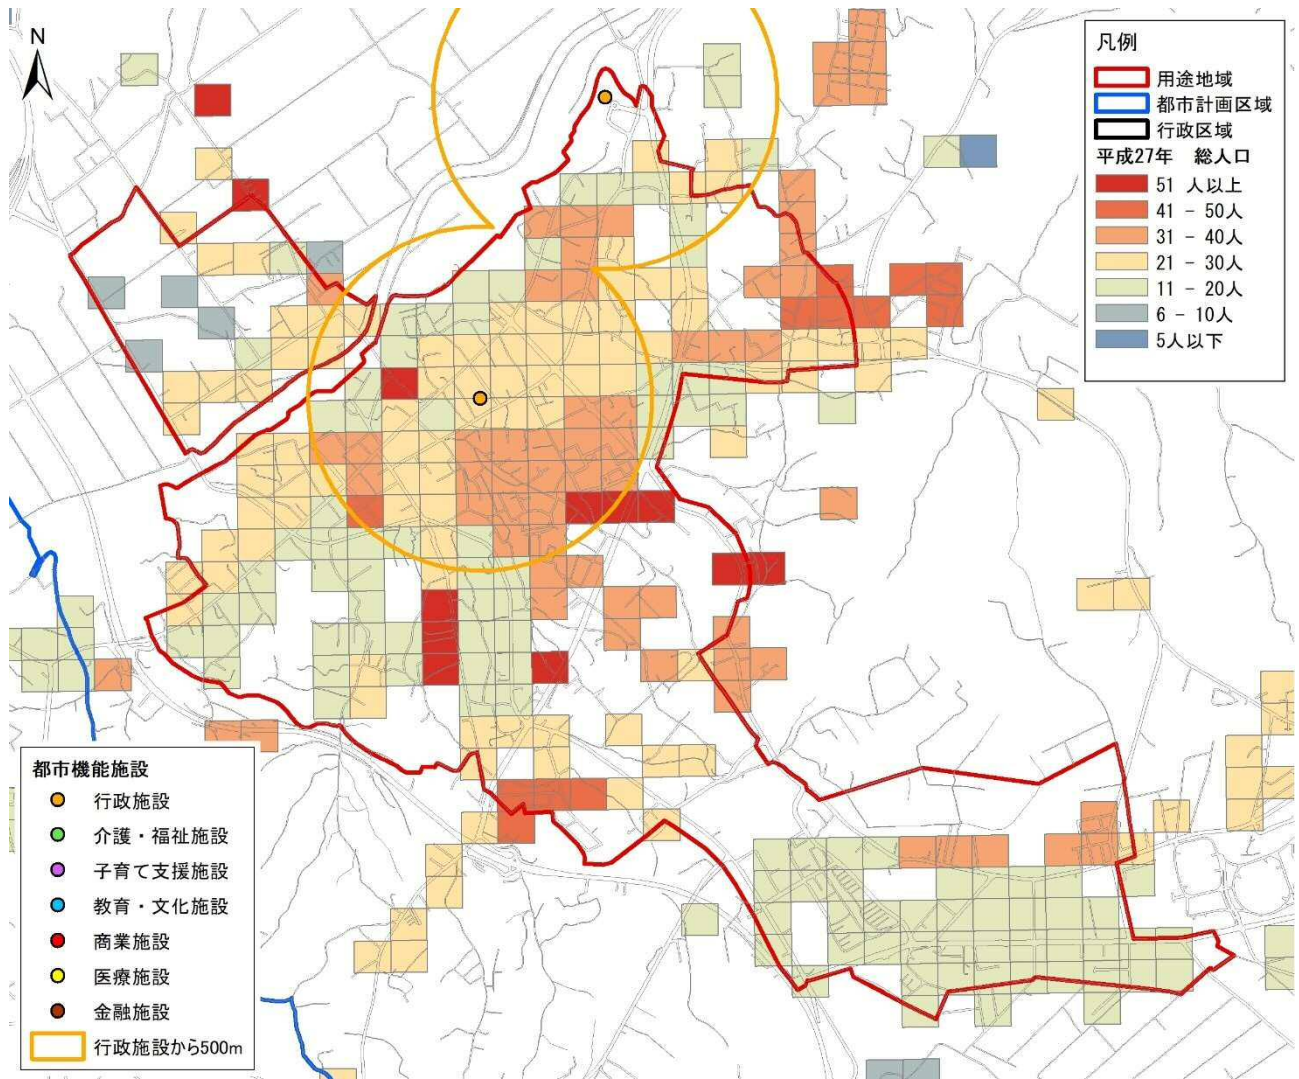 N
凡例
用途地域
都市計画区域
行政区域
平成27年 総人口
51 人以上
41 - 50人
31 - 40人
21 - 30人
11 - 20人
6 - 10人
5人以下
都市機能施設
行政施設
介護・福祉施設
子育て支援施設
教育・文化施設
商業施設
医療施設
金融施設
行政施設から500m